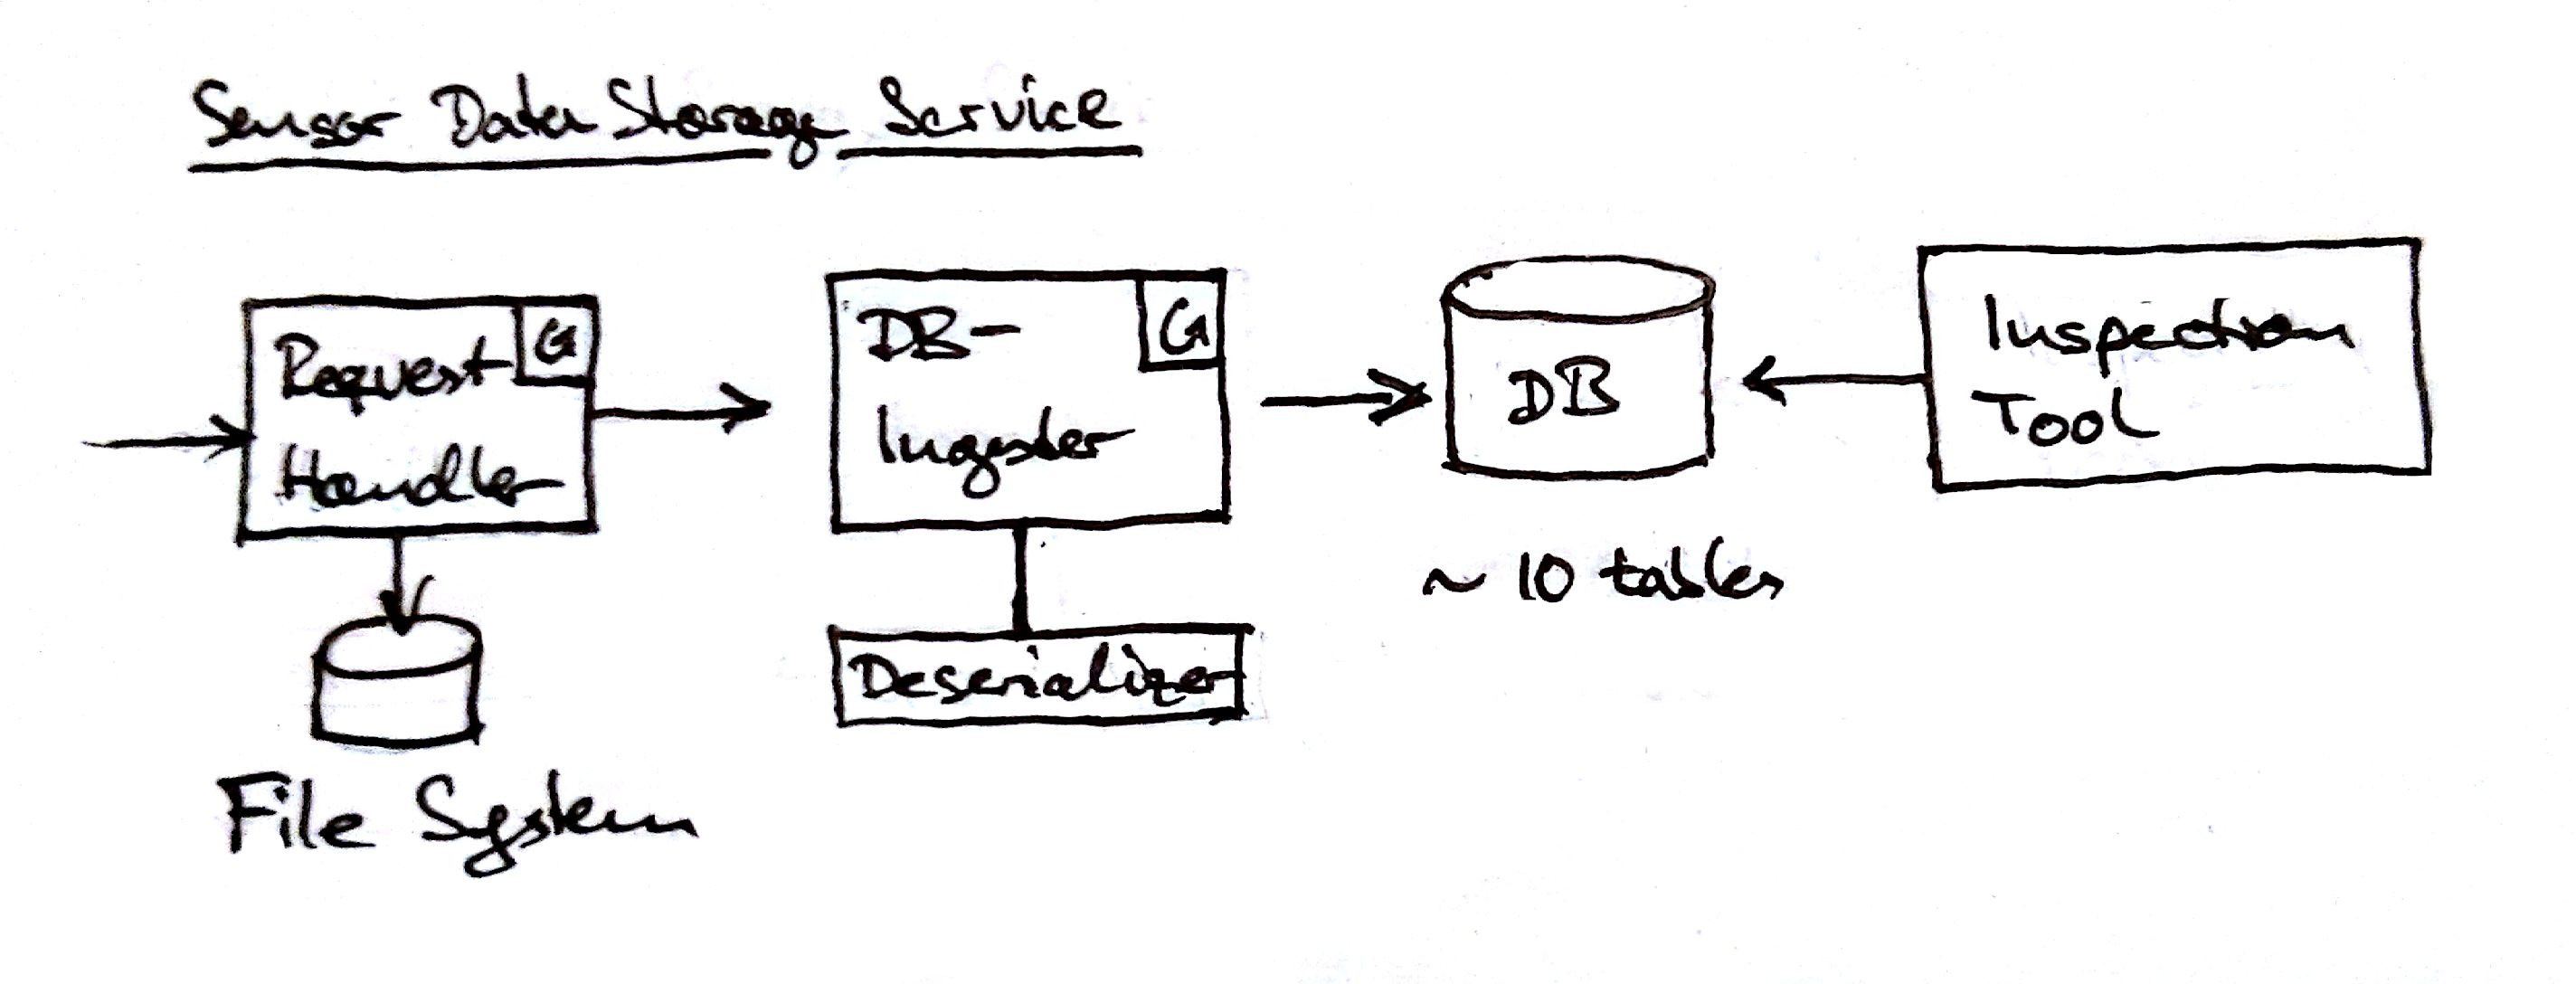 Sensor Data Storage Service
Request
G
Handler
File System
DB-
G
Ingester
Deserializer
DB
~ 10 tables
Inspection
Tool